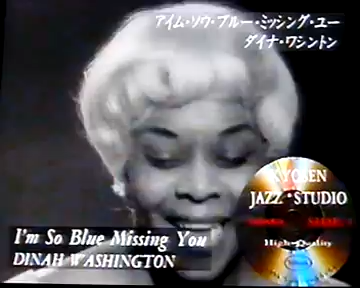 アイム・ソウ・ブルー・ミッシング・ユー
ダイナ・ワシントン
KYOSEN
JAZZ STUDIO
High-Quality
I'm So Blue Missing You
DINAH WASHINGTON